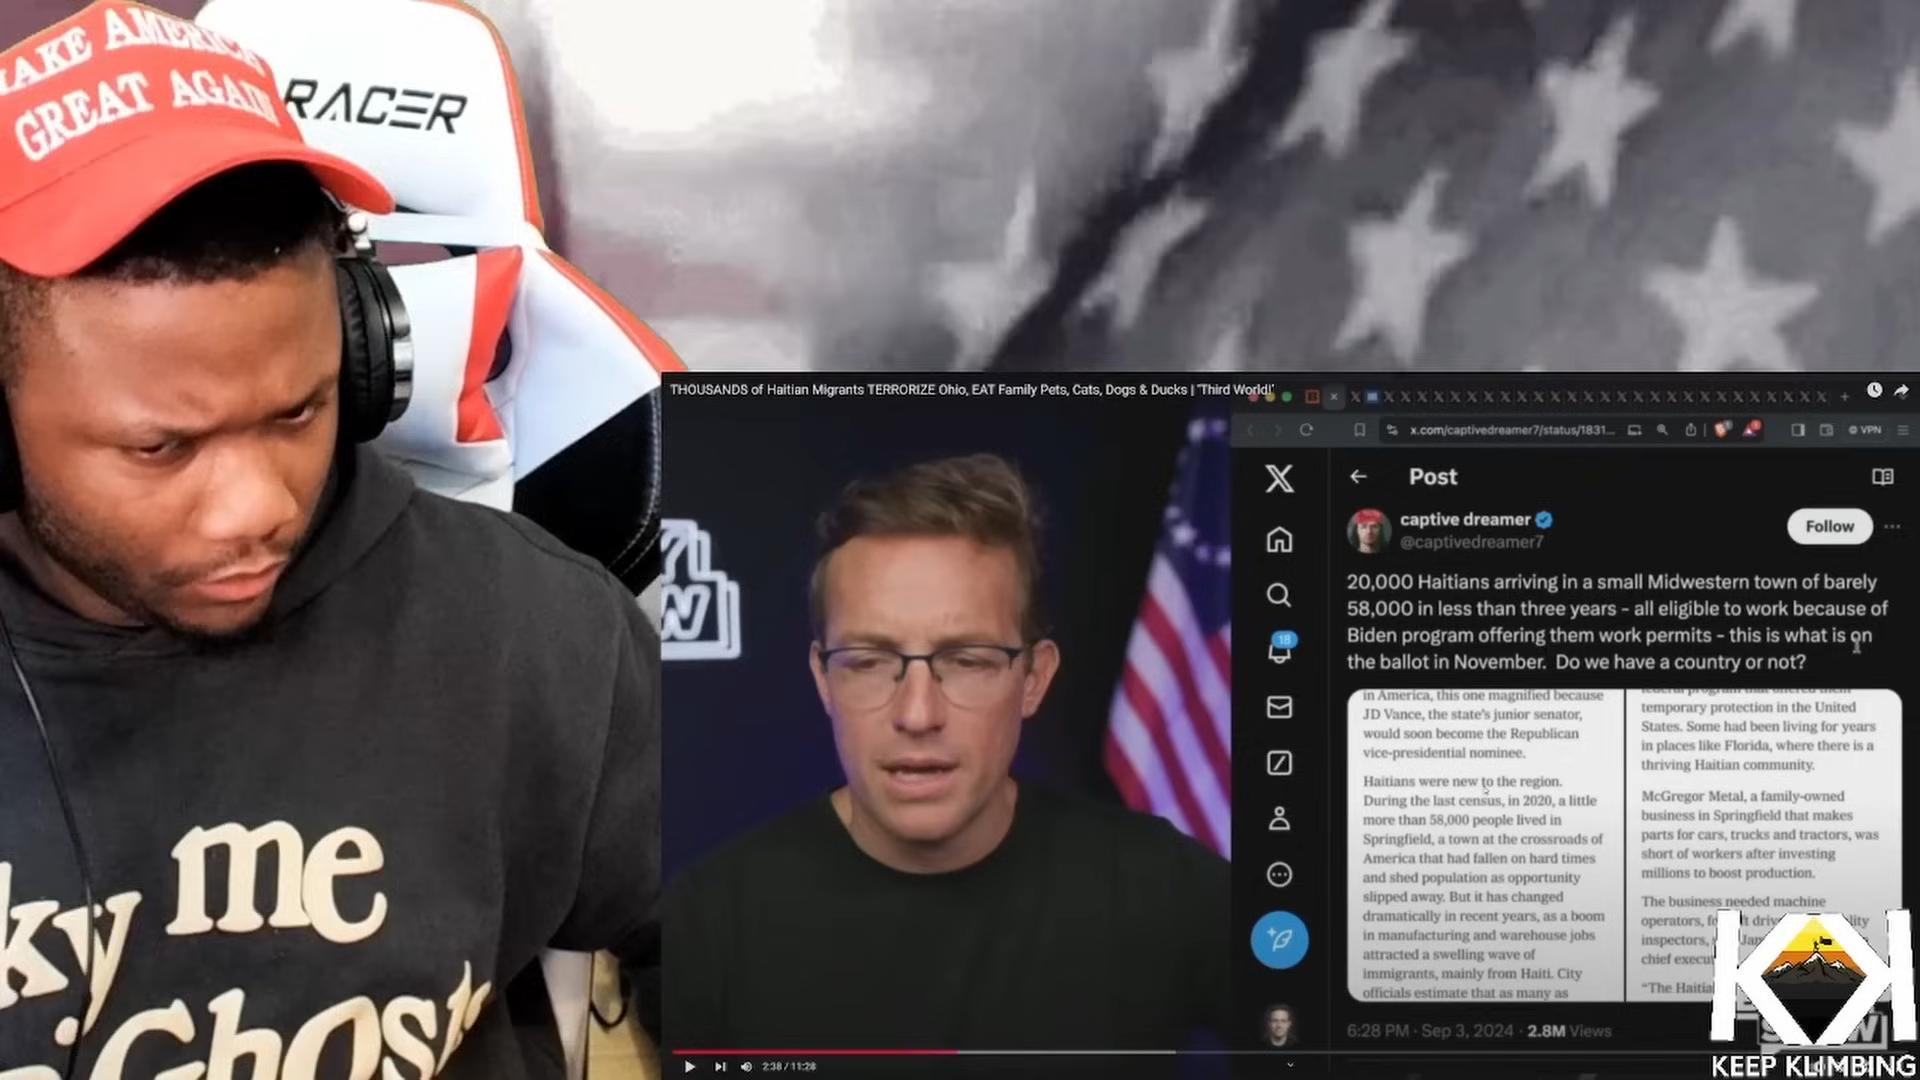 MAKE AMERICA
GREAT AGAIN
RACER
me
Ghost
THOUSANDS of Haitian Migrants TERRORIZE Ohio, EAT Family Pets, Cats, Dogs & Ducks | 'Third World!'
x.com/captivedreamer7/status/1831...
VPN
Post
captive dreamer
@captivedreamer7
Follow
18
20,000 Haitians arriving in a small Midwestern town of barely
58,000 in less than three years - all eligible to work because of
Biden program offering them work permits - this is what is on
the ballot in November. Do we have a country or not?
in America, this one magnified because
JD Vance, the state's junior senator,
would soon become the Republican
vice-presidential nominee.
Haitians were new to the region.
During the last census, in 2020, a little
more than 58,000 people lived in
Springfield, a town at the crossroads of
America that had fallen on hard times
and shed population as opportunity
slipped away. But it has changed
dramatically in recent years, as a boom
in manufacturing and warehouse jobs
attracted a swelling wave of
immigrants, mainly from Haiti. City
officials estimate that as many as
federal program that offered them
temporary protection in the United
States. Some had been living for years
in places like Florida, where there is a
thriving Haitian community.
McGregor Metal, a family-owned
business in Springfield that makes
parts for cars, trucks and tractors, was
short of workers after investing
millions to boost production.
The business needed machine
operators,
inspectors,
"The
6:28 PM · Sep 3, 2024 · 2.8M Views
2:38 / 11:28
KK
KEEP KLIMBING